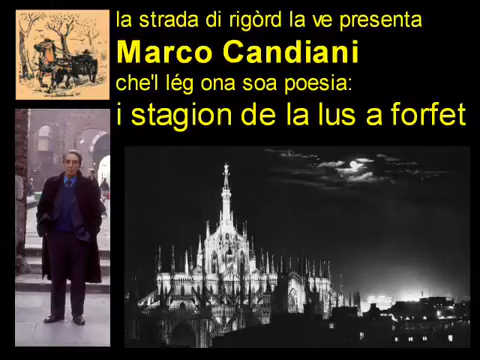 la strada di rigòrd la ve presenta
Marco Candiani
che'l lég ona soa poesia:
i stagion de la lus a forfet